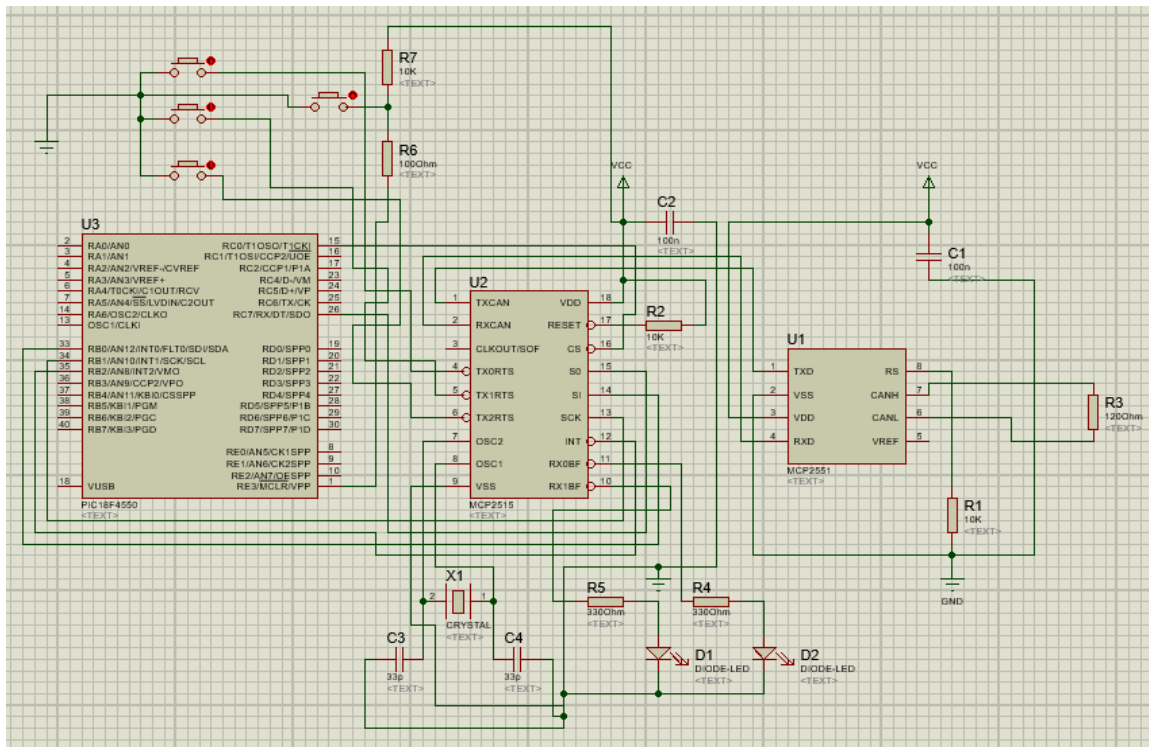 R7
10K
<TEXT>
R6
100Ohm
<TEXT>
VCC
VCC
C2
100n
<TEXT>
C1
100n
<TEXT>
U3
2 RA0/AN0 RC0/T1OSO/T1CKI 15
3 RA1/AN1 RC1/T1OSI/CCP2/UOE 16
4 RA2/AN2/VREF-/CVREF RC2/CCP1/P1A 17
5 RA3/AN3/VREF+ RC4/D-/VM 23
6 RA4/T0CKI/C1OUT/RCV RC5/D+/VP 24
7 RA5/AN4/SS/LVDIN/C2OUT RC6/TX/CK 25
14 RA6/OSC2/CLKO RC7/RX/DT/SDO 26
13 OSC1/CLKI
33 RB0/AN12/INT0/FLT0/SDI/SDA RD0/SPP0 19
34 RB1/AN10/INT1/SCK/SCL RD1/SPP1 20
35 RB2/AN8/INT2/VMO RD2/SPP2 21
36 RB3/AN9/CCP2/VPO RD3/SPP3 22
37 RB4/AN11/KBI0/CSSPP RD4/SPP4 27
38 RB5/KBI1/PGM RD5/SPP5/P1B 28
39 RB6/KBI2/PGC RD6/SPP6/P1C 29
40 RB7/KBI3/PGD RD7/SPP7/P1D 30
RE0/AN5/CK1SPP 8
RE1/AN6/CK2SPP 9
RE2/AN7/OESPP 10
18 VUSB RE3/MCLR/VPP 1
PIC18F4550
<TEXT>
U2
1 TXCAN VDD 18
2 RXCAN RESET 17
3 CLKOUT/SOF CS 16
4 TX0RTS S0 15
5 TX1RTS SI 14
6 TX2RTS SCK 13
7 OSC2 INT 12
8 OSC1 RX0BF 11
9 VSS RX1BF 10
MCP2515
<TEXT>
R2
10K
<TEXT>
U1
1 TXD RS 8
2 VSS CANH 7
3 VDD CANL 6
4 RXD VREF 5
MCP2551
<TEXT>
R3
120Ohm
<TEXT>
R1
10K
<TEXT>
GND
X1
2 1
CRYSTAL
<TEXT>
R5
330Ohm
<TEXT>
R4
330Ohm
<TEXT>
C3
33p
<TEXT>
C4
33p
<TEXT>
D1
DIODE-LED
<TEXT>
D2
DIODE-LED
<TEXT>